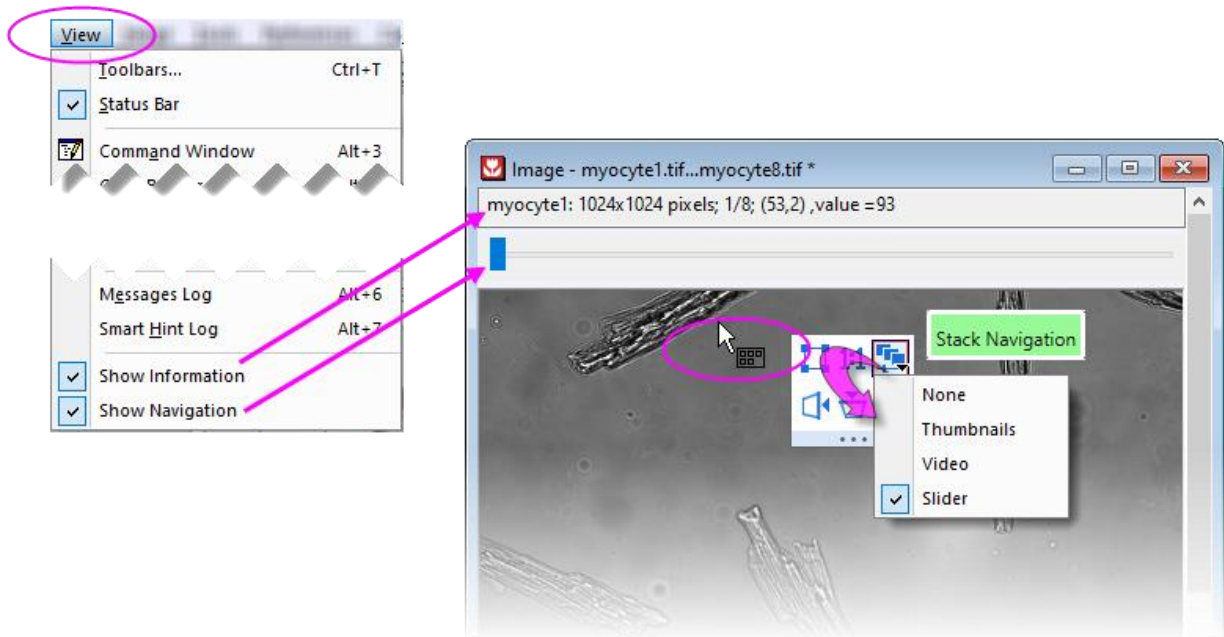 View
Toolbars... Ctrl+T
Status Bar
Command Window Alt+3
Messages Log Alt+6
Smart Hint Log Alt+7
Show Information
Show Navigation
Image - myocyte1.tif...myocyte8.tif *
myocyte1: 1024x1024 pixels; 1/8; (53,2) ,value =93
Stack Navigation
None
Thumbnails
Video
Slider